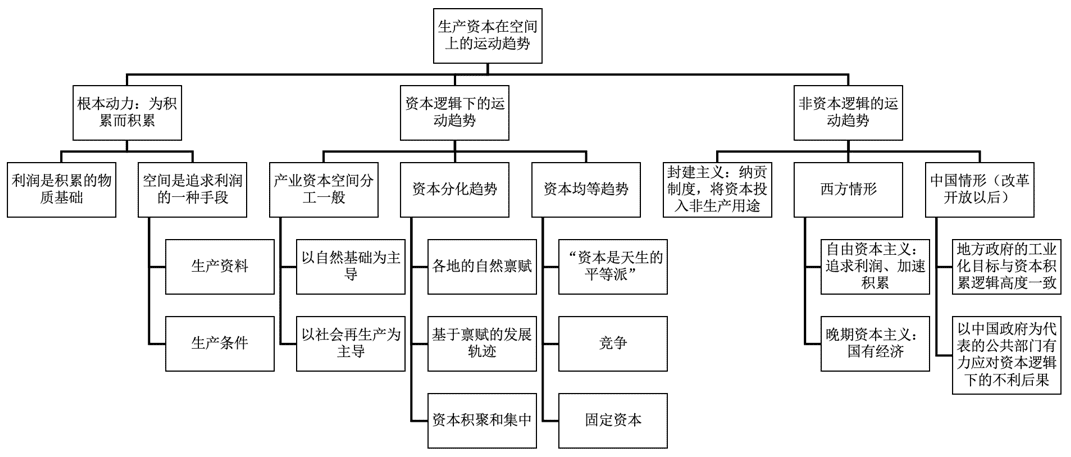 生产资本在空间
上的运动趋势
根本动力：为积
累而积累
资本逻辑下的运
动趋势
非资本逻辑的运
动趋势
利润是积累的物
质基础
空间是追求利润
的一种手段
产业资本空间分
工一般
资本分化趋势
资本均等趋势
封建主义：纳贡
制度，将资本投
入非生产用途
西方情形
中国情形（改革
开放以后）
生产资料
以自然基础为主
导
各地的自然禀赋
“资本是天生的
平等派”
自由资本主义：
追求利润、加速
积累
地方政府的工业
化目标与资本积
累逻辑高度一致
生产条件
以社会再生产为
主导
基于禀赋的发展
轨迹
竞争
晚期资本主义：
国有经济
以中国政府为代
表的公共部门有
力应对资本逻辑
下的不利后果
资本积聚和集中
固定资本